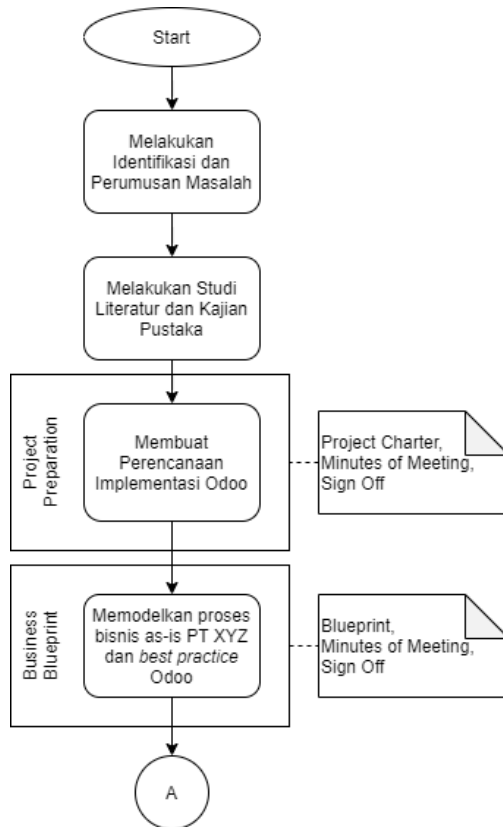 Start
Melakukan
Identifikasi dan
Perumusan Masalah
Melakukan Studi
Literatur dan Kajian
Pustaka
Project
Preparation
Membuat
Perencanaan
Implementasi Odoo
Project Charter,
Minutes of Meeting,
Sign Off
Business
Blueprint
Memodelkan proses
bisnis as-is PT XYZ
dan best practice
Odoo
Blueprint,
Minutes of Meeting,
Sign Off
A